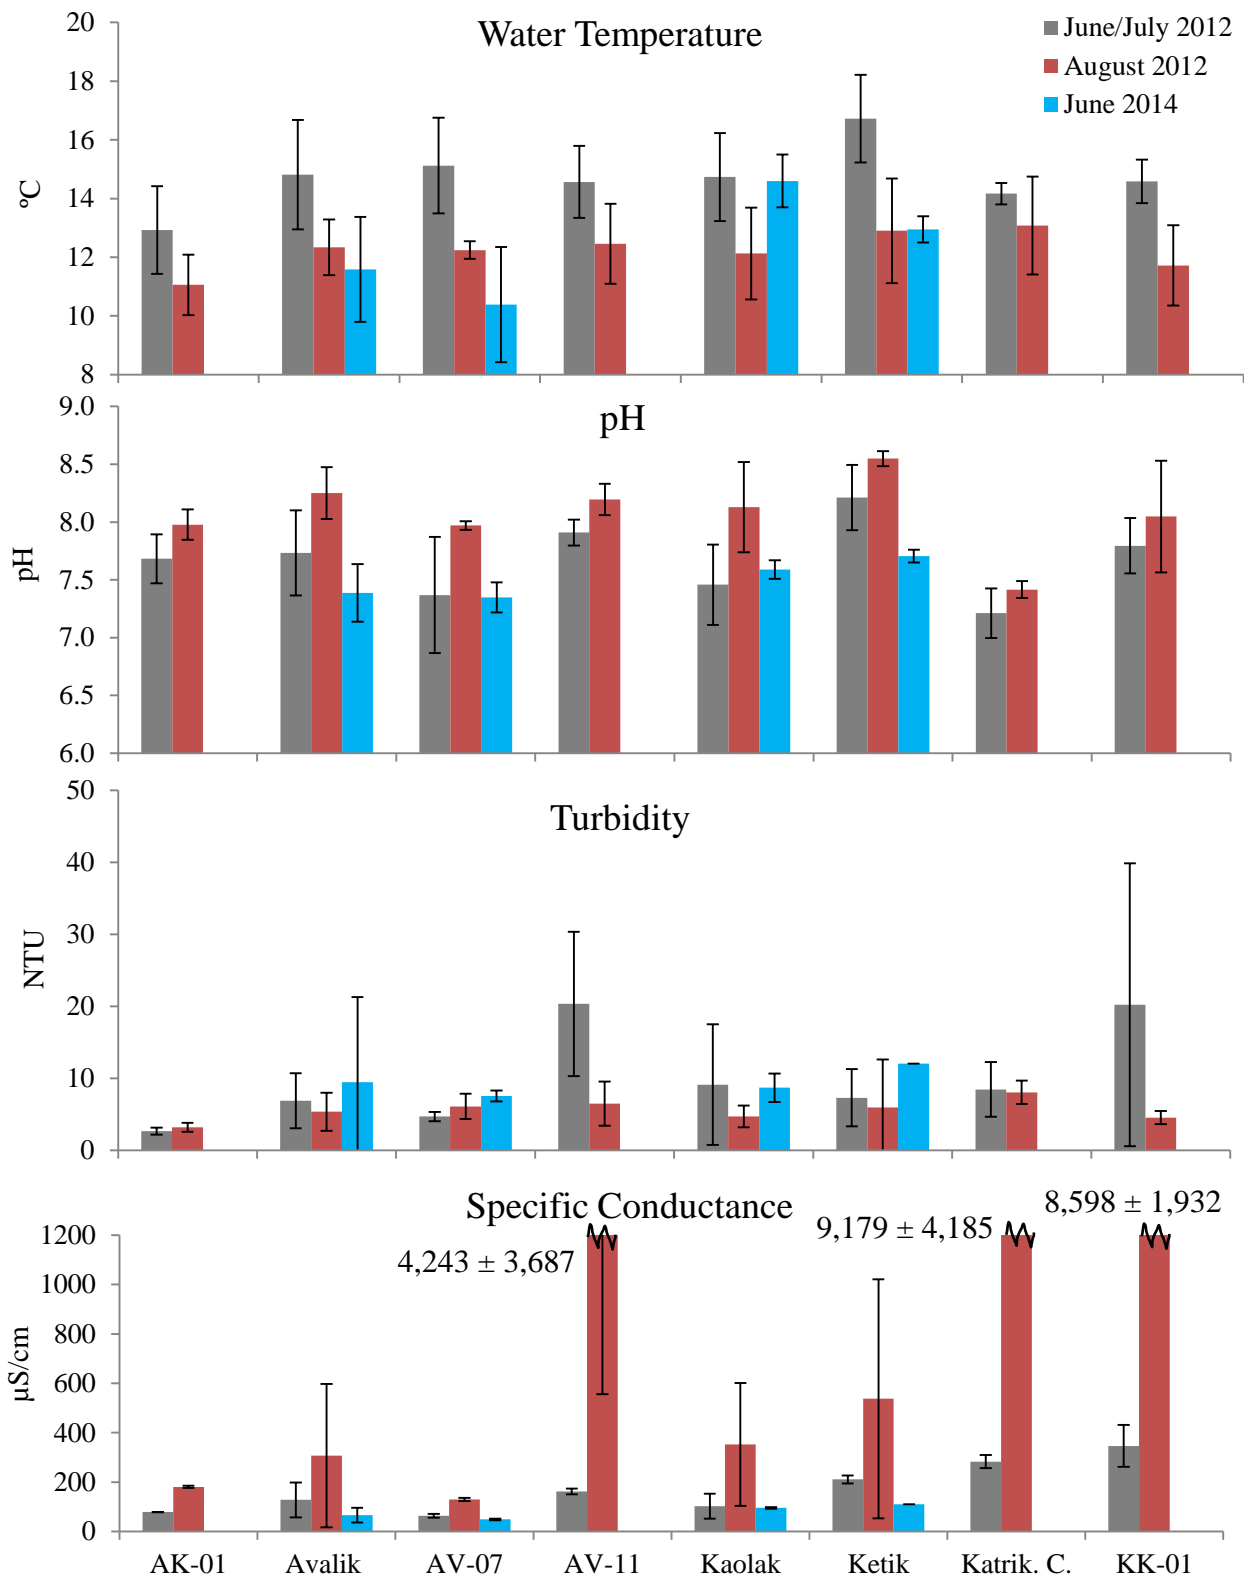 Water Temperature
June/July 2012
August 2012
June 2014
20
18
16
14
12
10
8
ºC
pH
9.0
8.5
8.0
7.5
7.0
6.5
6.0
pH
Turbidity
50
40
30
20
10
0
NTU
Specific Conductance
8,598 ± 1,932
9,179 ± 4,185
4,243 ± 3,687
1200
1000
800
600
400
200
0
µS/cm
AK-01 Avalik AV-07 AV-11 Kaolak Ketik Katrik. C. KK-01